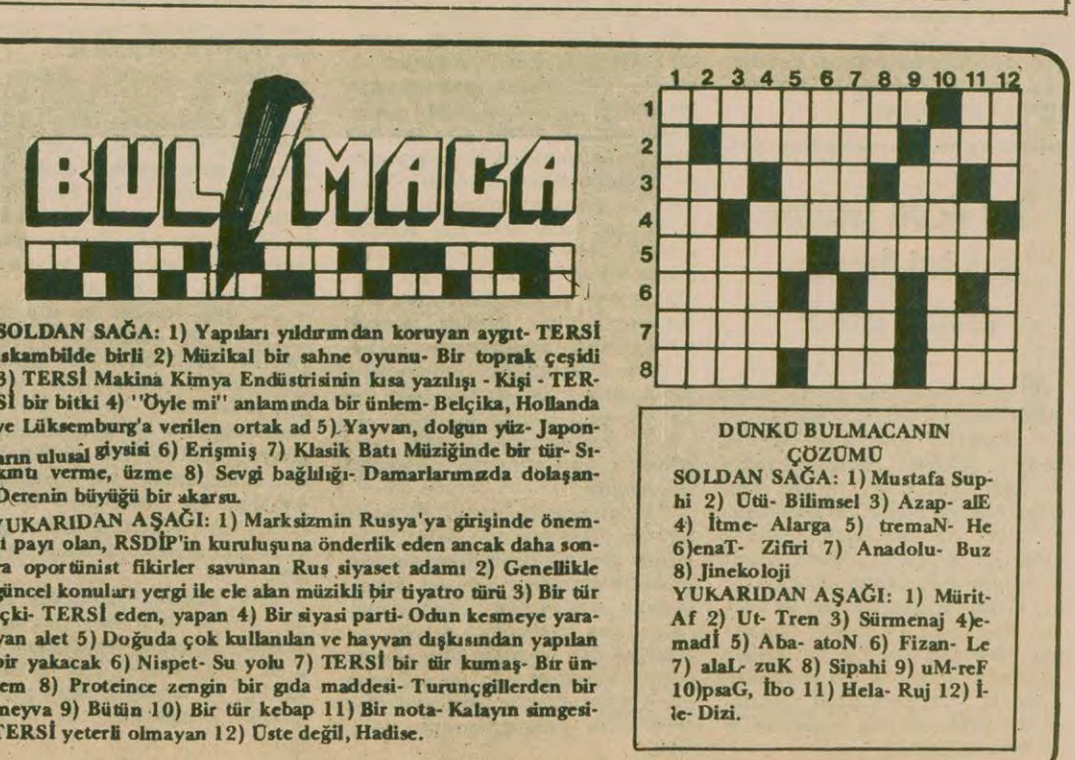 BULMACA
SOLDAN SAĞA: 1) Yapıları yıldırımdan koruyan aygıt- TERSİ
iskambilde birli 2) Müzikal bir sahne oyunu- Bir toprak çeşidi
3) TERSİ Makina Kimya Endüstrisinin kısa yazılışı - Kişi - TER-
Sİ bir bitki 4) "Öyle mi" anlamında bir ünlem- Belçika, Hollanda
ve Lüksemburg'a verilen ortak ad 5) Yayvan, dolgun yüz- Japon-
ların ulusal giysisi 6) Erişmiş 7) Klasik Batı Müziğinde bir tür- Sı-
kıntı verme, üzme 8) Sevgi bağlılığı- Damarlarımızda dolaşan-
Derenin büyüğü bir akarsu.
YUKARIDAN AŞAĞI: 1) Marksizmin Rusya'ya girişinde önem-
li payı olan, RSDİP'in kuruluşuna önderlik eden ancak daha son-
ra oportünist fikirler savunan Rus siyaset adamı 2) Genellikle
güncel konuları yergi ile ele alan müzikli bir tiyatro türü 3) Bir tür
içki- TERSİ eden, yapan 4) Bir siyasi parti- Odun kesmeye yara-
yan alet 5) Doğuda çok kullanılan ve hayvan dışkısından yapılan
bir yakacak 6) Nispet- Su yolu 7) TERSİ bir tür kumaş- Bir ün-
lem 8) Proteince zengin bir gıda maddesi- Turunçgillerden bir
meyva 9) Bütün 10) Bir tür kebap 11) Bir nota- Kalayın simgesi-
TERSİ yeterli olmayan 12) Üste değil, Hadise.
1 2 3 4 5 6 7 8 9 10 11 12
1
2
3
4
5
6
7
8
DÜNKÜ BULMACANIN
ÇÖZÜMÜ
SOLDAN SAĞA: 1) Mustafa Sup-
hi 2) Ütü- Bilimsel 3) Azap- alE
4) İtme- Alarga 5) tremaN- He
6)enaT- Zifiri 7) Anadolu- Buz
8) Jinekoloji
YUKARIDAN AŞAĞI: 1) Mürit-
Af 2) Ut- Tren 3) Sürmenaj 4)e-
madİ 5) Aba- atoN 6) Fizan- Le
7) alaL- zuK 8) Sipahi 9) uM-reF
10)psaG, İbo 11) Hela- Ruj 12) İ-
le- Dizi.